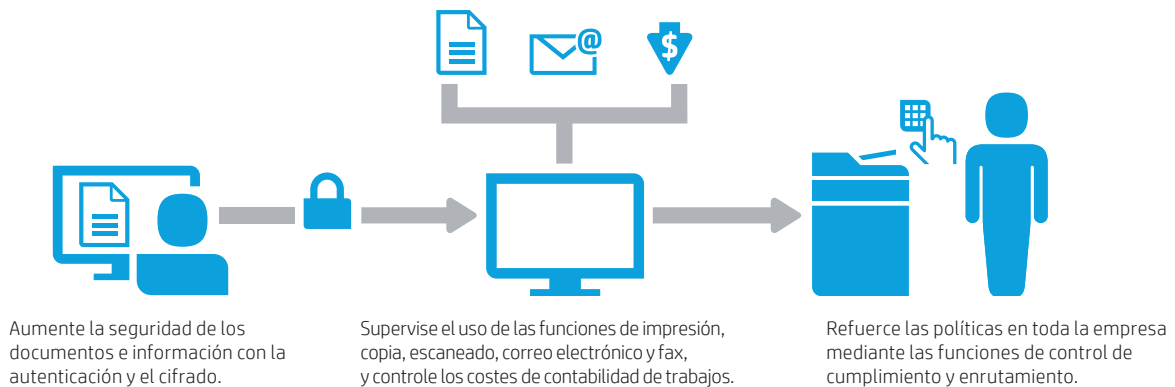 @
$
Aumente la seguridad de los
documentos e información con la
autenticación y el cifrado.
Supervise el uso de las funciones de impresión,
copia, escaneado, correo electrónico y fax,
y controle los costes de contabilidad de trabajos.
Refuerce las políticas en toda la empresa
mediante las funciones de control de
cumplimiento y enrutamiento.